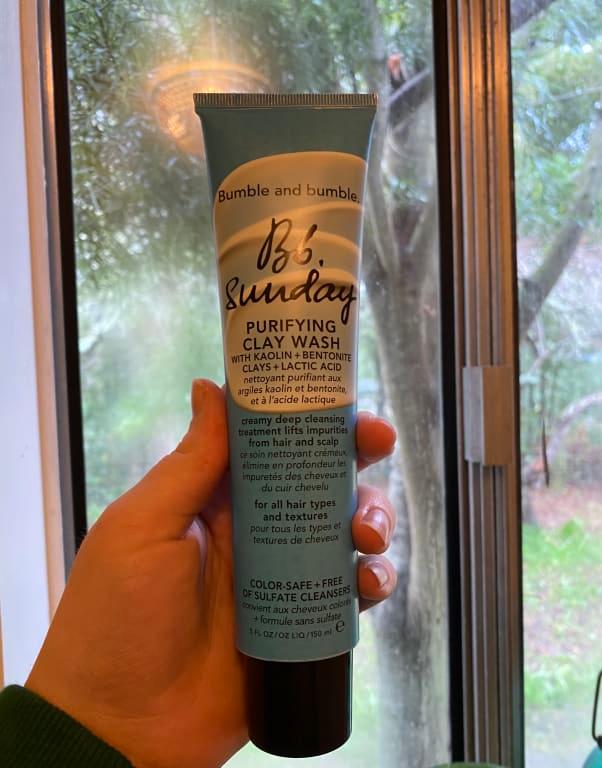 Bumble and bumble.
Bb.
Sunday
PURIFYING
CLAY WASH
WITH KAOLIN + BENTONITE
CLAYS + LACTIC ACID
nettoyant purifiant aux
argiles kaolin et bentonite,
et à l'acide lactique
creamy deep cleansing
treatment lifts impurities
from hair and scalp
ce soin nettoyant crémeux,
élimine en profondeur les
impuretés des cheveux et
du cuir chevelu
for all hair types
and textures
pour tous les types et
textures de cheveux
COLOR-SAFE + FREE
OF SULFATE CLEANSERS
convient aux cheveux colorés
+ formule sans sulfate
5 FL OZ/OZ LIQ / 150 ml ℮